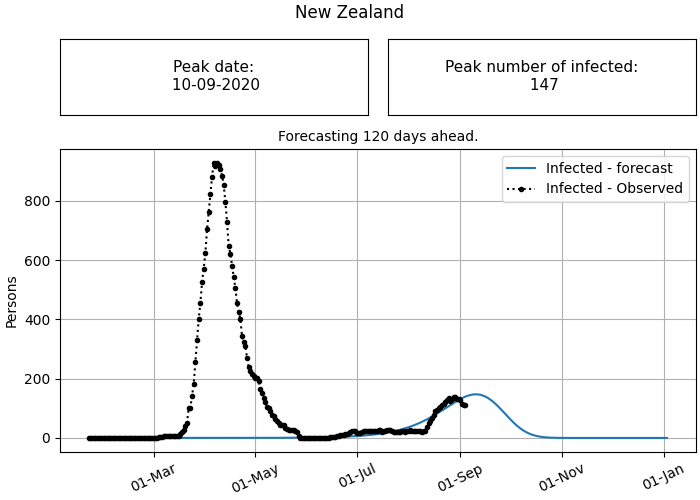 New Zealand
Peak date:
10-09-2020
Peak number of infected:
147
Forecasting 120 days ahead.
Infected - forecast
Infected - Observed
Persons
800
600
400
200
0
01-Mar
01-May
01-Jul
01-Sep
01-Nov
01-Jan